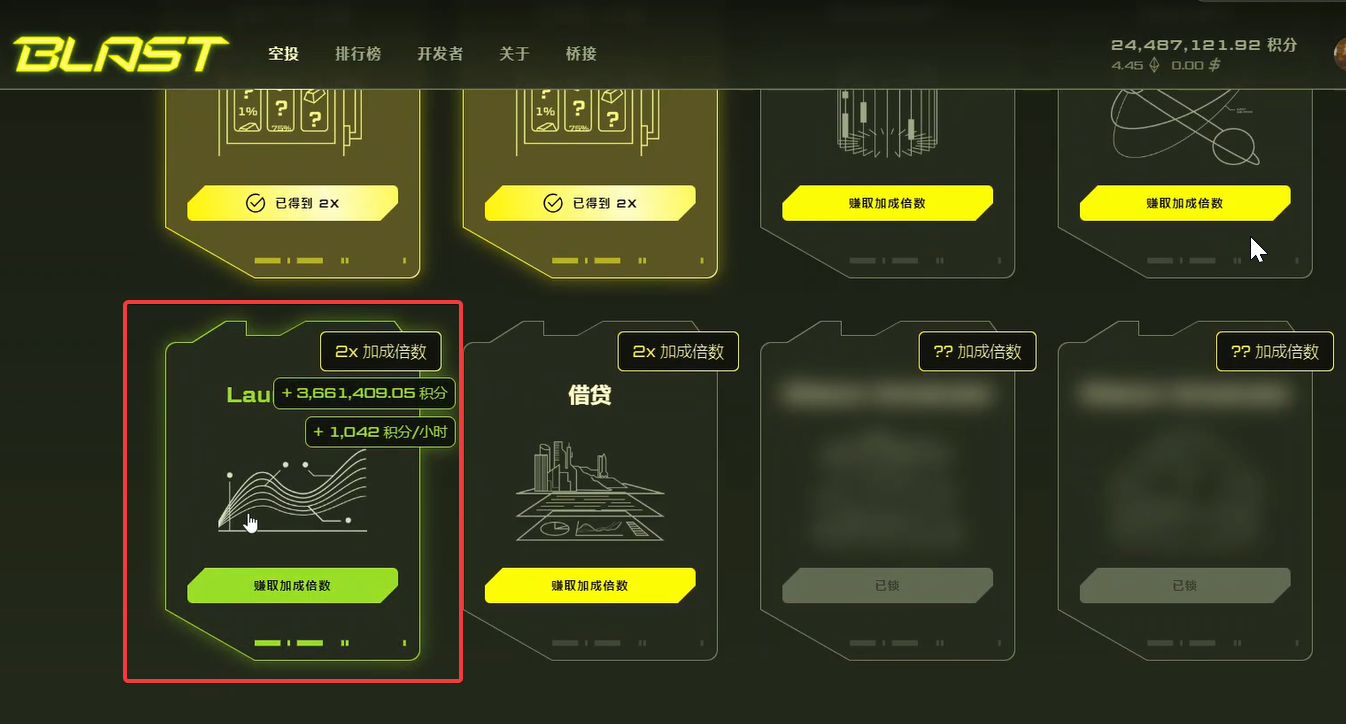 BLAST
空投
排行榜
开发者
关于
桥接
24,487,121.92 积分
4.45
0.00 $
?
1%
?
75%
?
?
1%
?
75%
?
已得到 2X
已得到 2X
赚取加成倍数
赚取加成倍数
2x 加成倍数
2x 加成倍数
?? 加成倍数
?? 加成倍数
Lau
+ 3,661,409.05 积分
借贷
+ 1,042 积分/小时
赚取加成倍数
赚取加成倍数
已锁
已锁